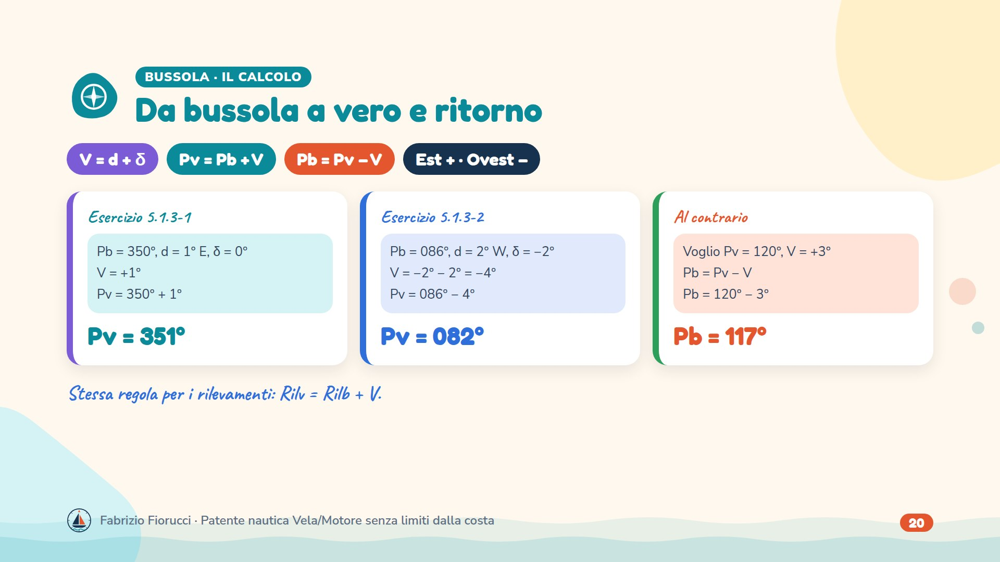 BUSSOLA · IL CALCOLO
Da bussola a vero e ritorno
V = d + δ
Pv = Pb + V
Pb = Pv − V
Est + · Ovest −
Esercizio 5.1.3-1
Pb = 350°, d = 1° E, δ = 0°
V = +1°
Pv = 350° + 1°
Pv = 351°
Esercizio 5.1.3-2
Pb = 086°, d = 2° W, δ = −2°
V = −2° − 2° = −4°
Pv = 086° − 4°
Pv = 082°
Al contrario
Voglio Pv = 120°, V = +3°
Pb = Pv − V
Pb = 120° − 3°
Pb = 117°
Stessa regola per i rilevamenti: Rilv = Rilb + V.
Fabrizio Fiorucci · Patente nautica Vela/Motore senza limiti dalla costa
20